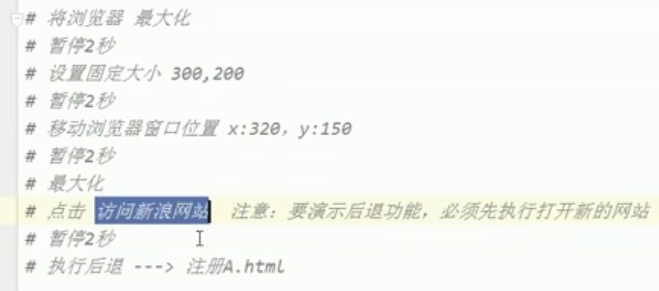 # 将浏览器 最大化
# 暂停2秒
# 设置固定大小 300,200
# 暂停2秒
# 移动浏览器窗口位置 x:320，y:150
# 暂停2秒
# 最大化
# 点击 访问新浪网站  注意：要演示后退功能，必须先执行打开新的网站
# 暂停2秒
# 执行后退 ---> 注册A.html